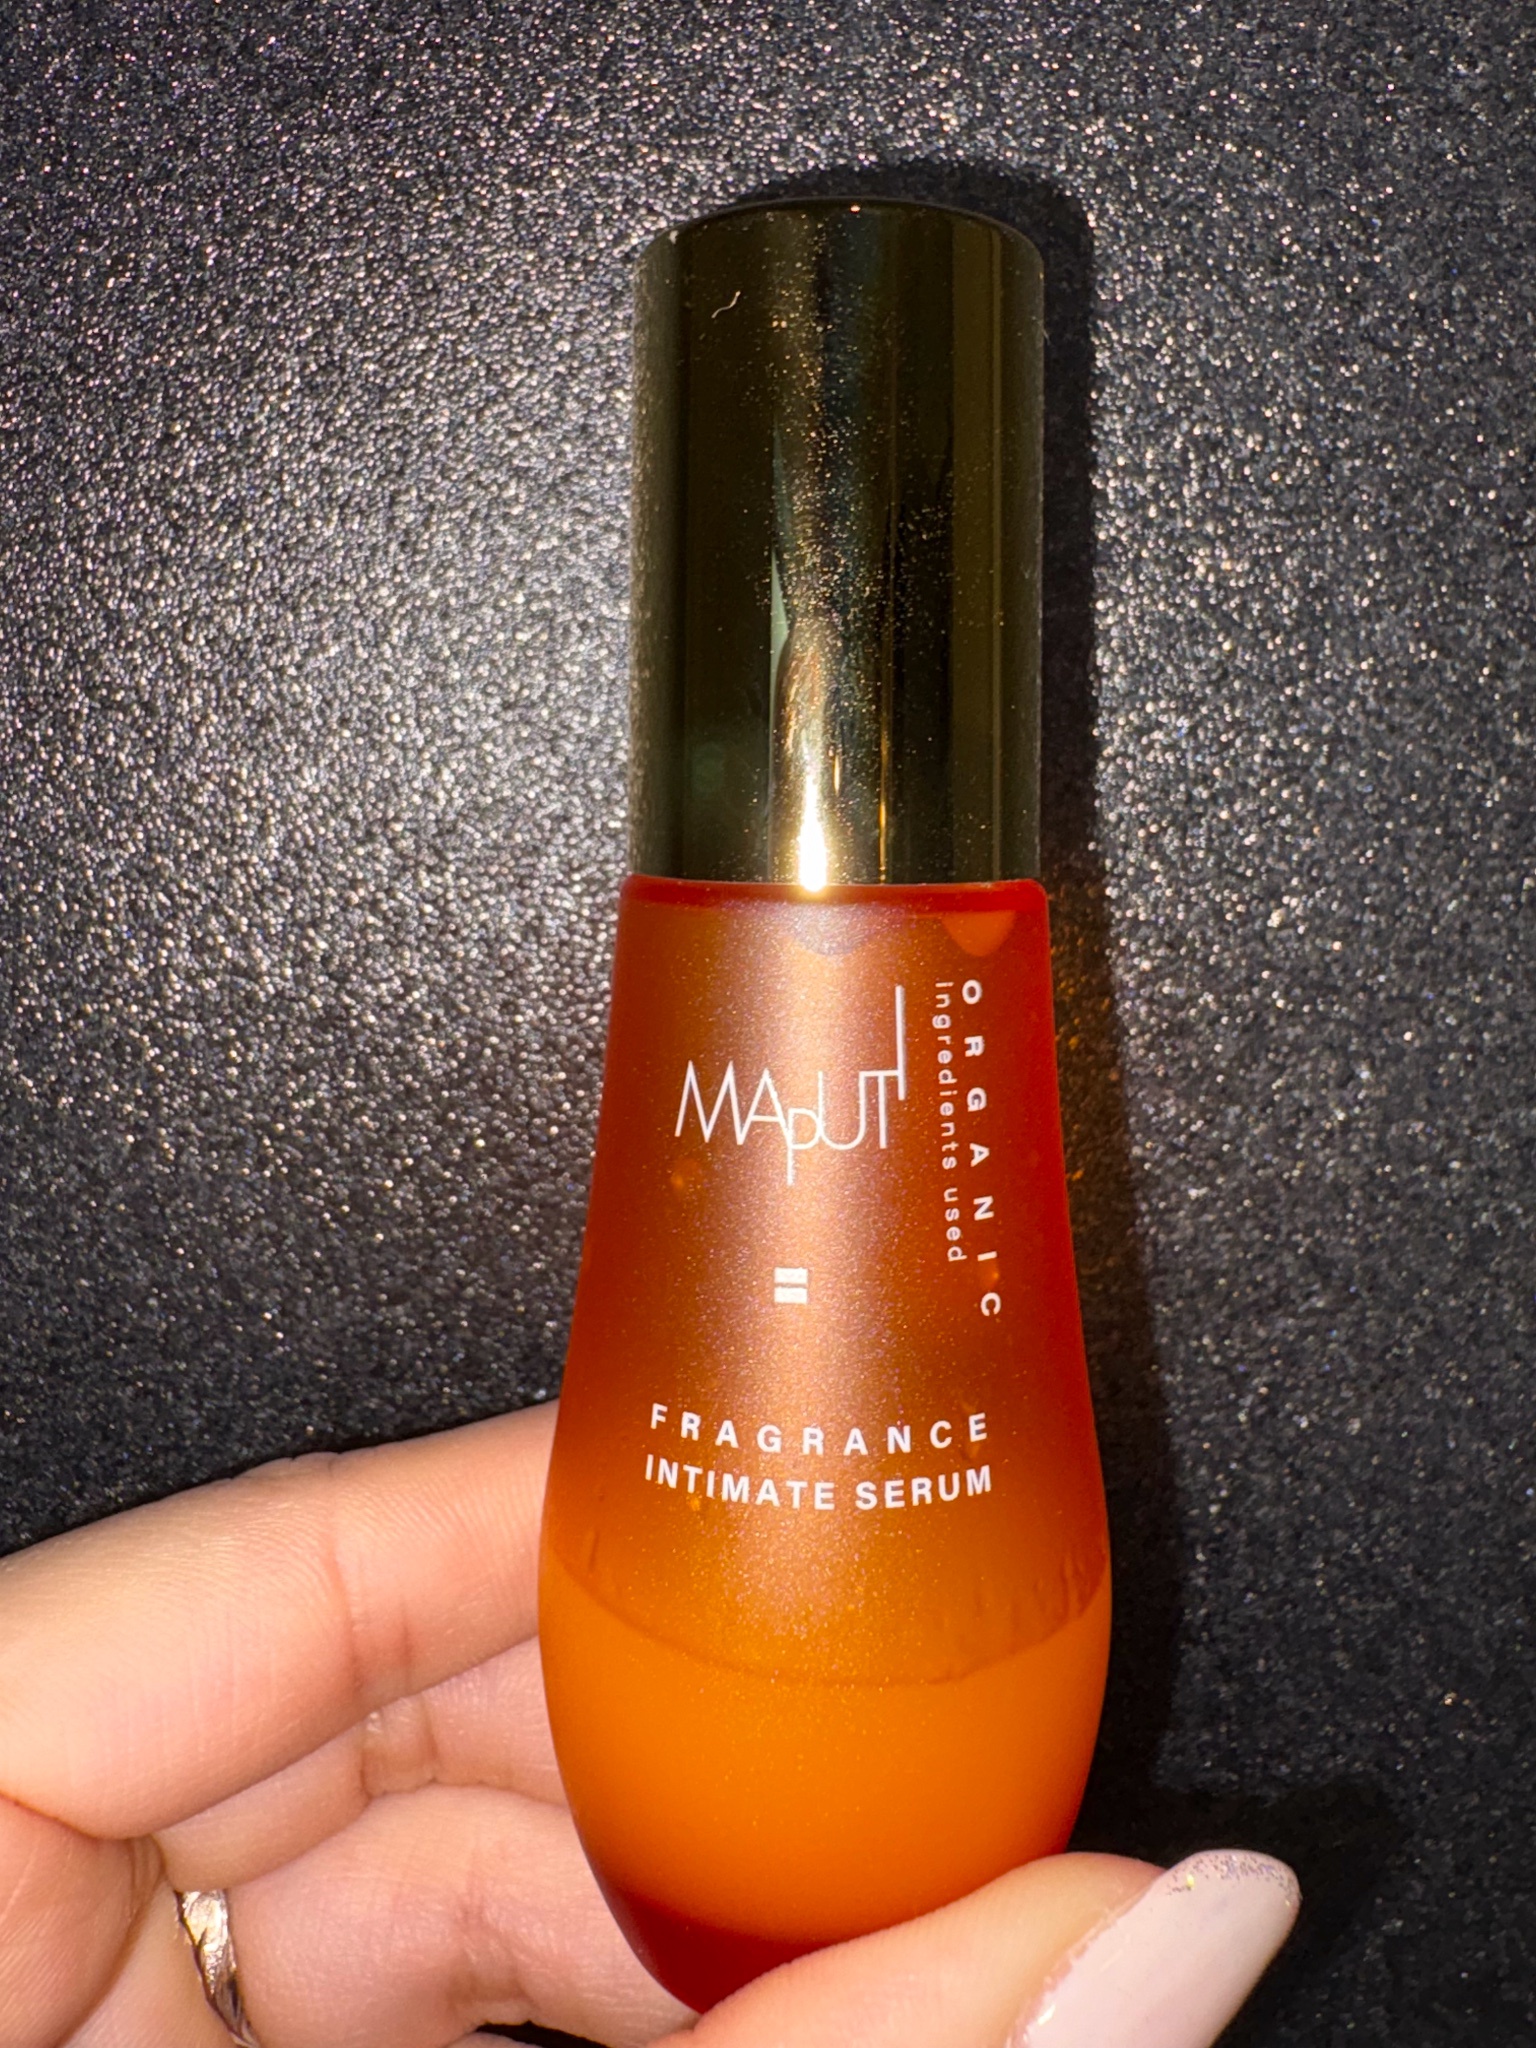 MApUTI
ORGANIC
ingredients used
FRAGRANCE
INTIMATE SERUM